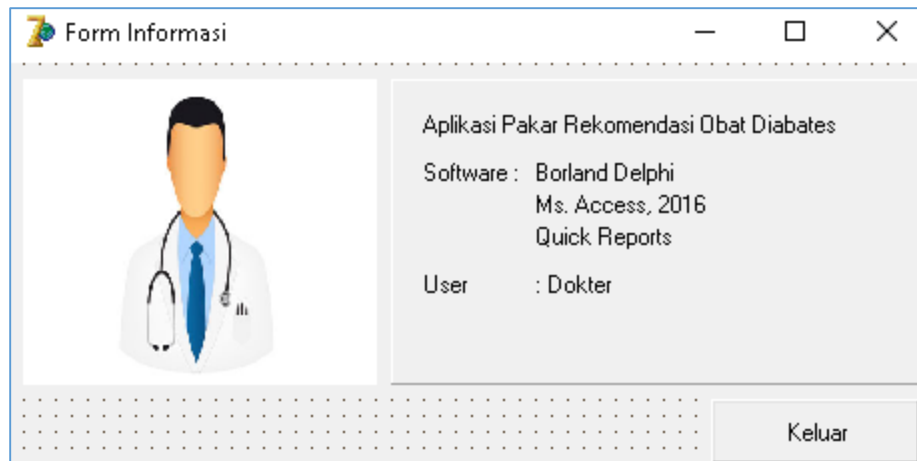 Form Informasi
Aplikasi Pakar Rekomendasi Obat Diabates
Software : Borland Delphi
Ms. Access, 2016
Quick Reports
User : Dokter
Keluar